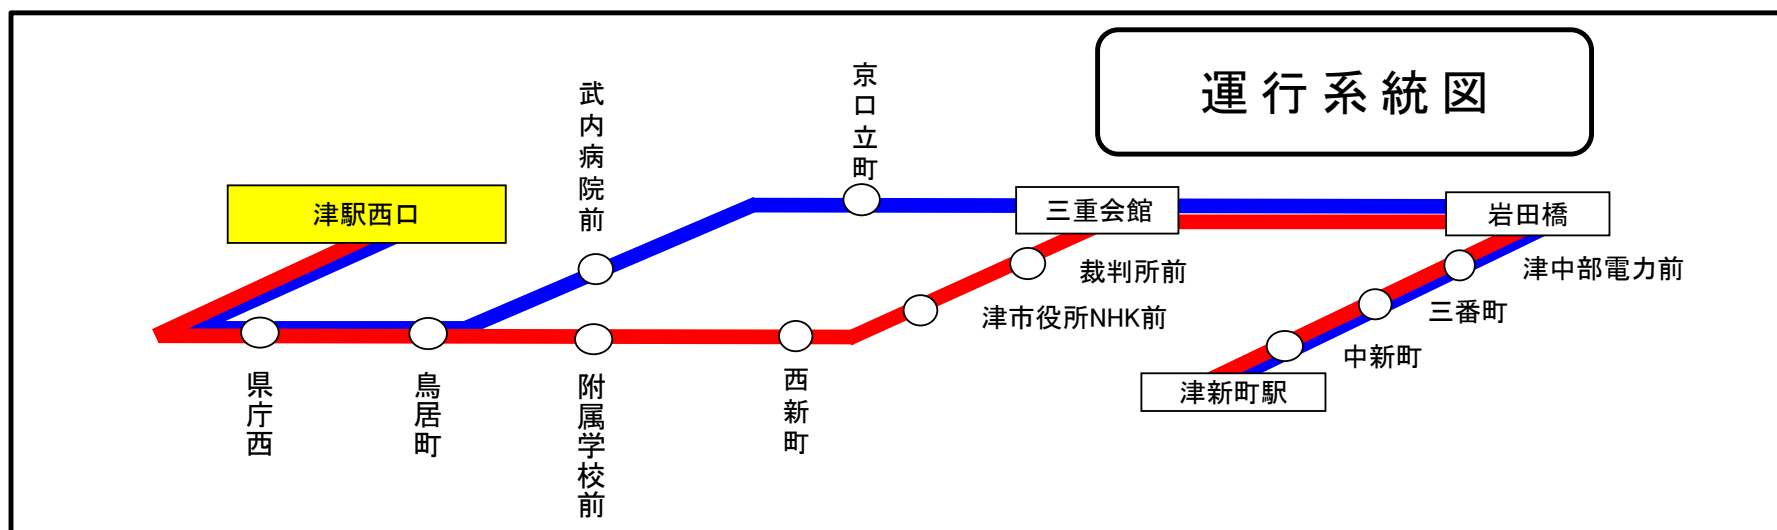 運行系統図
武内病院前
京口立町
津駅西口
三重会館
岩田橋
裁判所前
津中部電力前
津市役所NHK前
三番町
中新町
津新町駅
県庁西
鳥居町
附属学校前
西新町